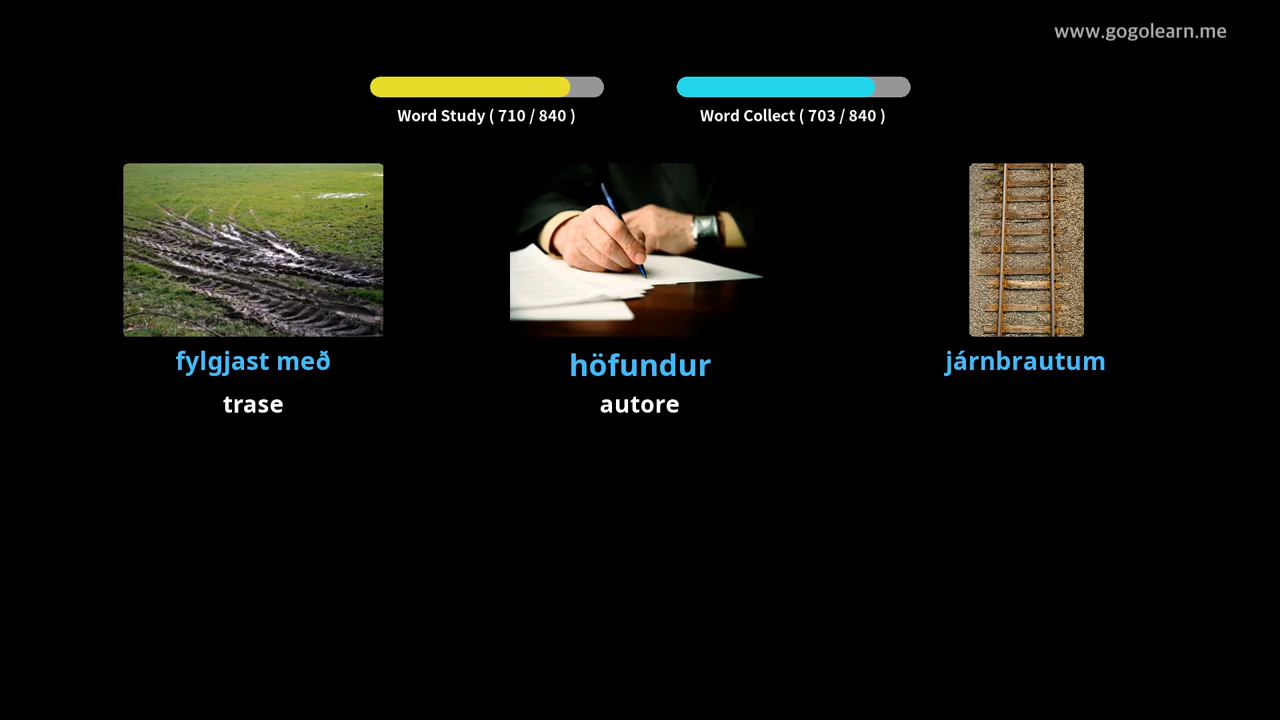 www.gogolearn.me
Word Study ( 710 / 840 )
Word Collect ( 703 / 840 )
fylgjast með
höfundur
járnbrautum
trase
autore